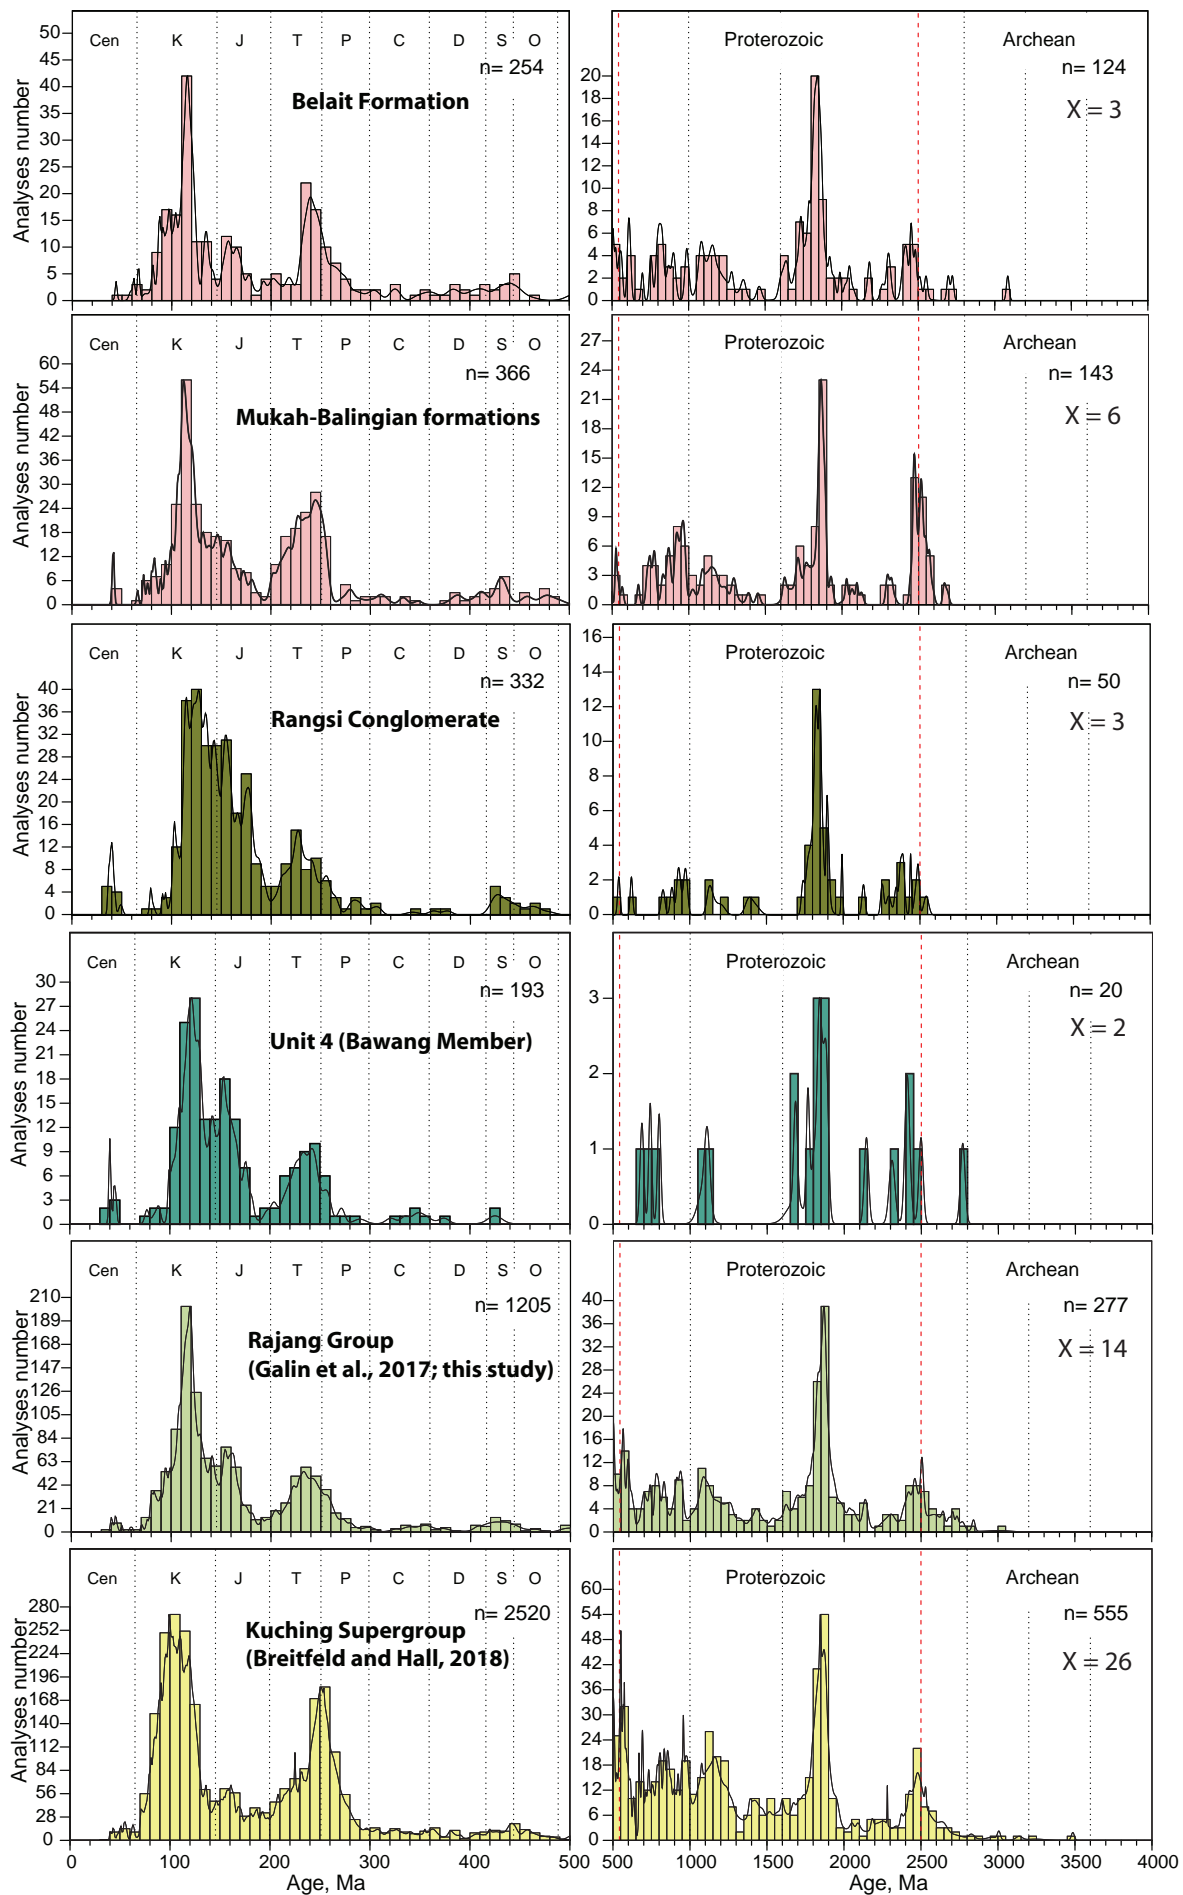 Analyses number
50
45
40
35
30
25
20
15
10
5
0
Cen K J T P C D S O
n= 254
Belait Formation
20
18
16
14
12
10
8
6
4
2
0
Proterozoic Archean
n= 124
X = 3
Analyses number
60
54
48
42
36
30
24
18
12
6
0
Cen K J T P C D S O
n= 366
Mukah-Balingian formations
27
24
21
18
15
12
9
6
3
0
Proterozoic Archean
n= 143
X = 6
Analyses number
40
36
32
28
24
20
16
12
8
4
0
Cen K J T P C D S O
n= 332
Rangsi Conglomerate
16
14
12
10
8
6
4
2
0
Proterozoic Archean
n= 50
X = 3
Analyses number
30
27
24
21
18
15
12
9
6
3
0
Cen K J T P C D S O
n= 193
Unit 4 (Bawang Member)
3
2
1
0
Proterozoic Archean
n= 20
X = 2
Analyses number
210
189
168
147
126
105
84
63
42
21
0
Cen K J T P C D S O
n= 1205
Rajang Group
(Galin et al., 2017; this study)
40
36
32
28
24
20
16
12
8
4
0
Proterozoic Archean
n= 277
X = 14
Analyses number
280
252
224
196
168
140
112
84
56
28
0
Cen K J T P C D S O
n= 2520
Kuching Supergroup
(Breitfeld and Hall, 2018)
60
54
48
42
36
30
24
18
12
6
0
Proterozoic Archean
n= 555
X = 26
0 100 200 300 400 500
Age, Ma
500 1000 1500 2000 2500 3000 3500 4000
Age, Ma